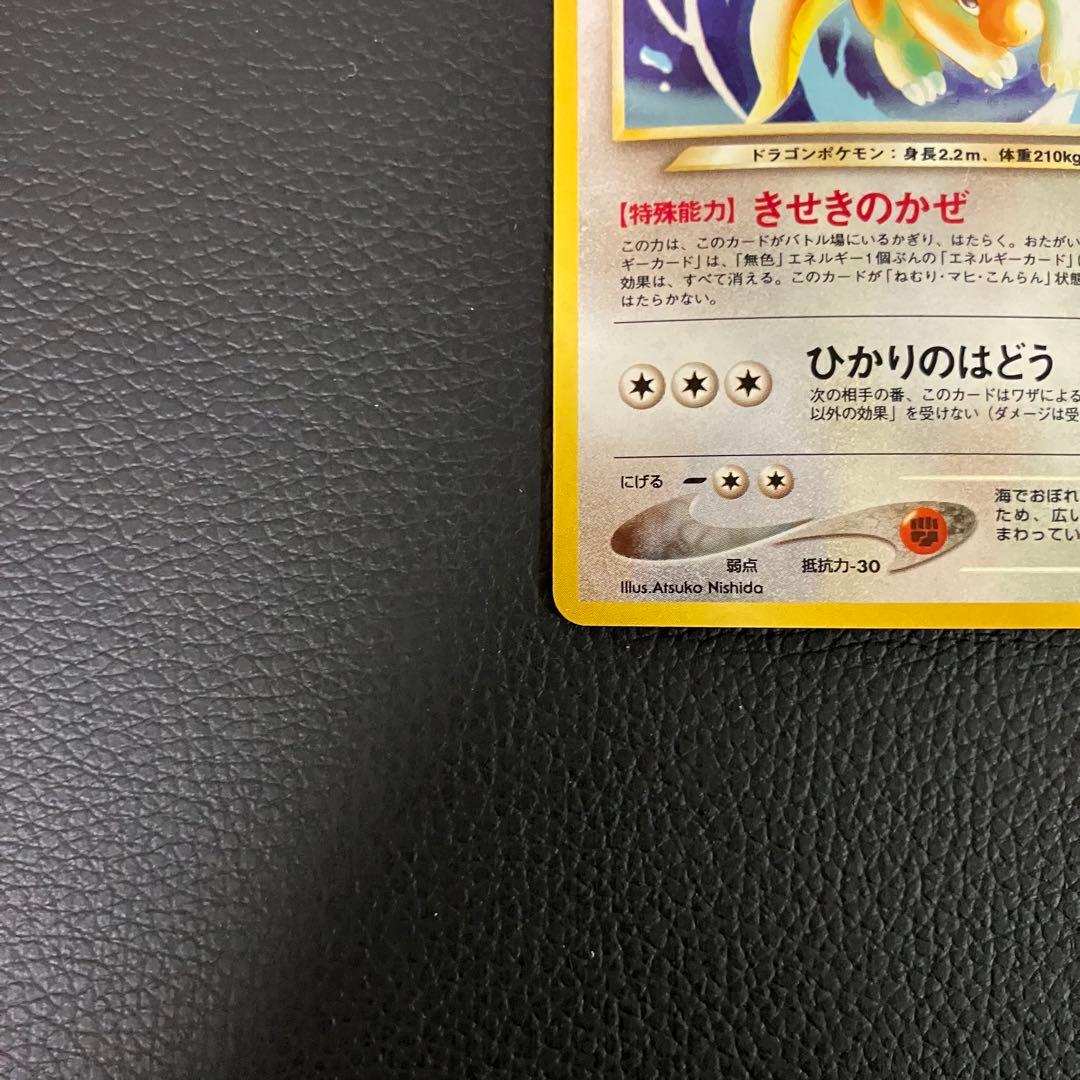 ドラゴンポケモン：身長2.2m、体重210kg
【特殊能力】 きせきのかぜ
この力は、このカードがバトル場にいるかぎり、はたらく。おたがい
ギーカード」は、「無色」エネルギー1個ぶんの「エネルギーカード」に
効果は、すべて消える。このカードが「ねむり・マヒ・こんらん」状態
はたらかない。
ひかりのはどう
次の相手の番、このカードはワザによる
以外の効果」を受けない（ダメージは受
にげる
海でおぼれ
ため、広い
まわってい
弱点 抵抗力-30
Illus.Atsuko Nishida